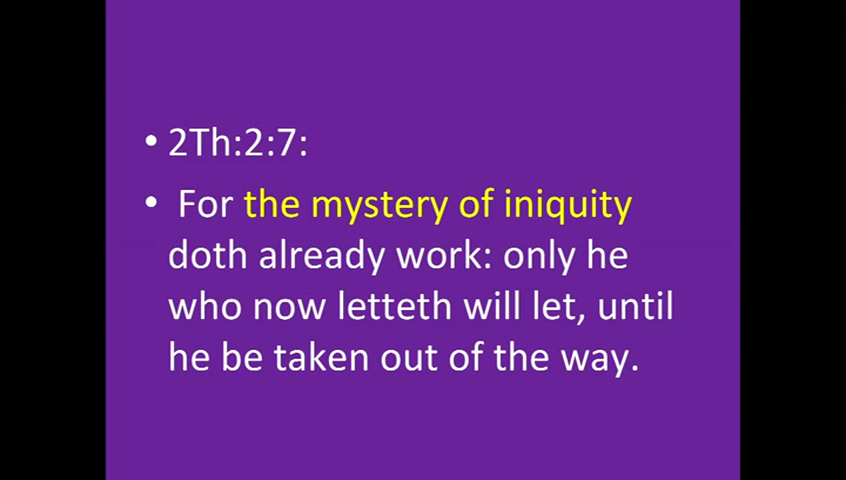 • 2Th:2:7:
• For the mystery of iniquity
doth already work: only he
who now letteth will let, until
he be taken out of the way.